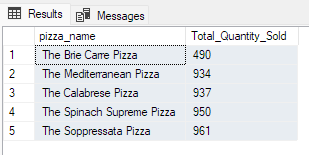 Results Messages
pizza_name Total_Quantity_Sold
1 The Brie Carre Pizza 490
2 The Mediterranean Pizza 934
3 The Calabrese Pizza 937
4 The Spinach Supreme Pizza 950
5 The Soppressata Pizza 961